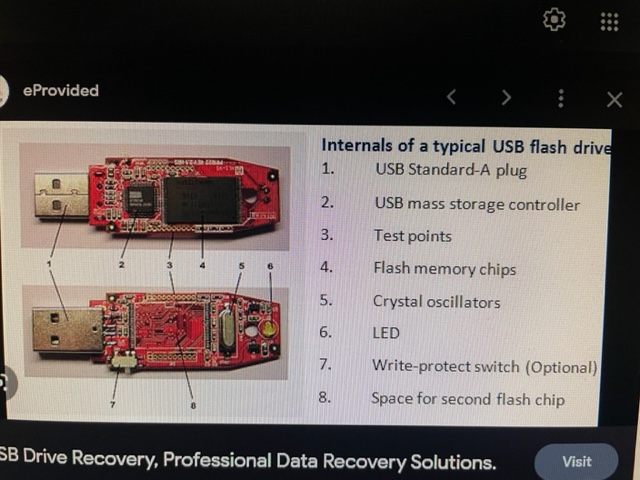 eProvided
Internals of a typical USB flash drive
1. USB Standard-A plug
2. USB mass storage controller
3. Test points
4. Flash memory chips
5. Crystal oscillators
6. LED
7. Write-protect switch (Optional)
8. Space for second flash chip
1 2 3 4 5 6
7 8
SB Drive Recovery, Professional Data Recovery Solutions.
Visit